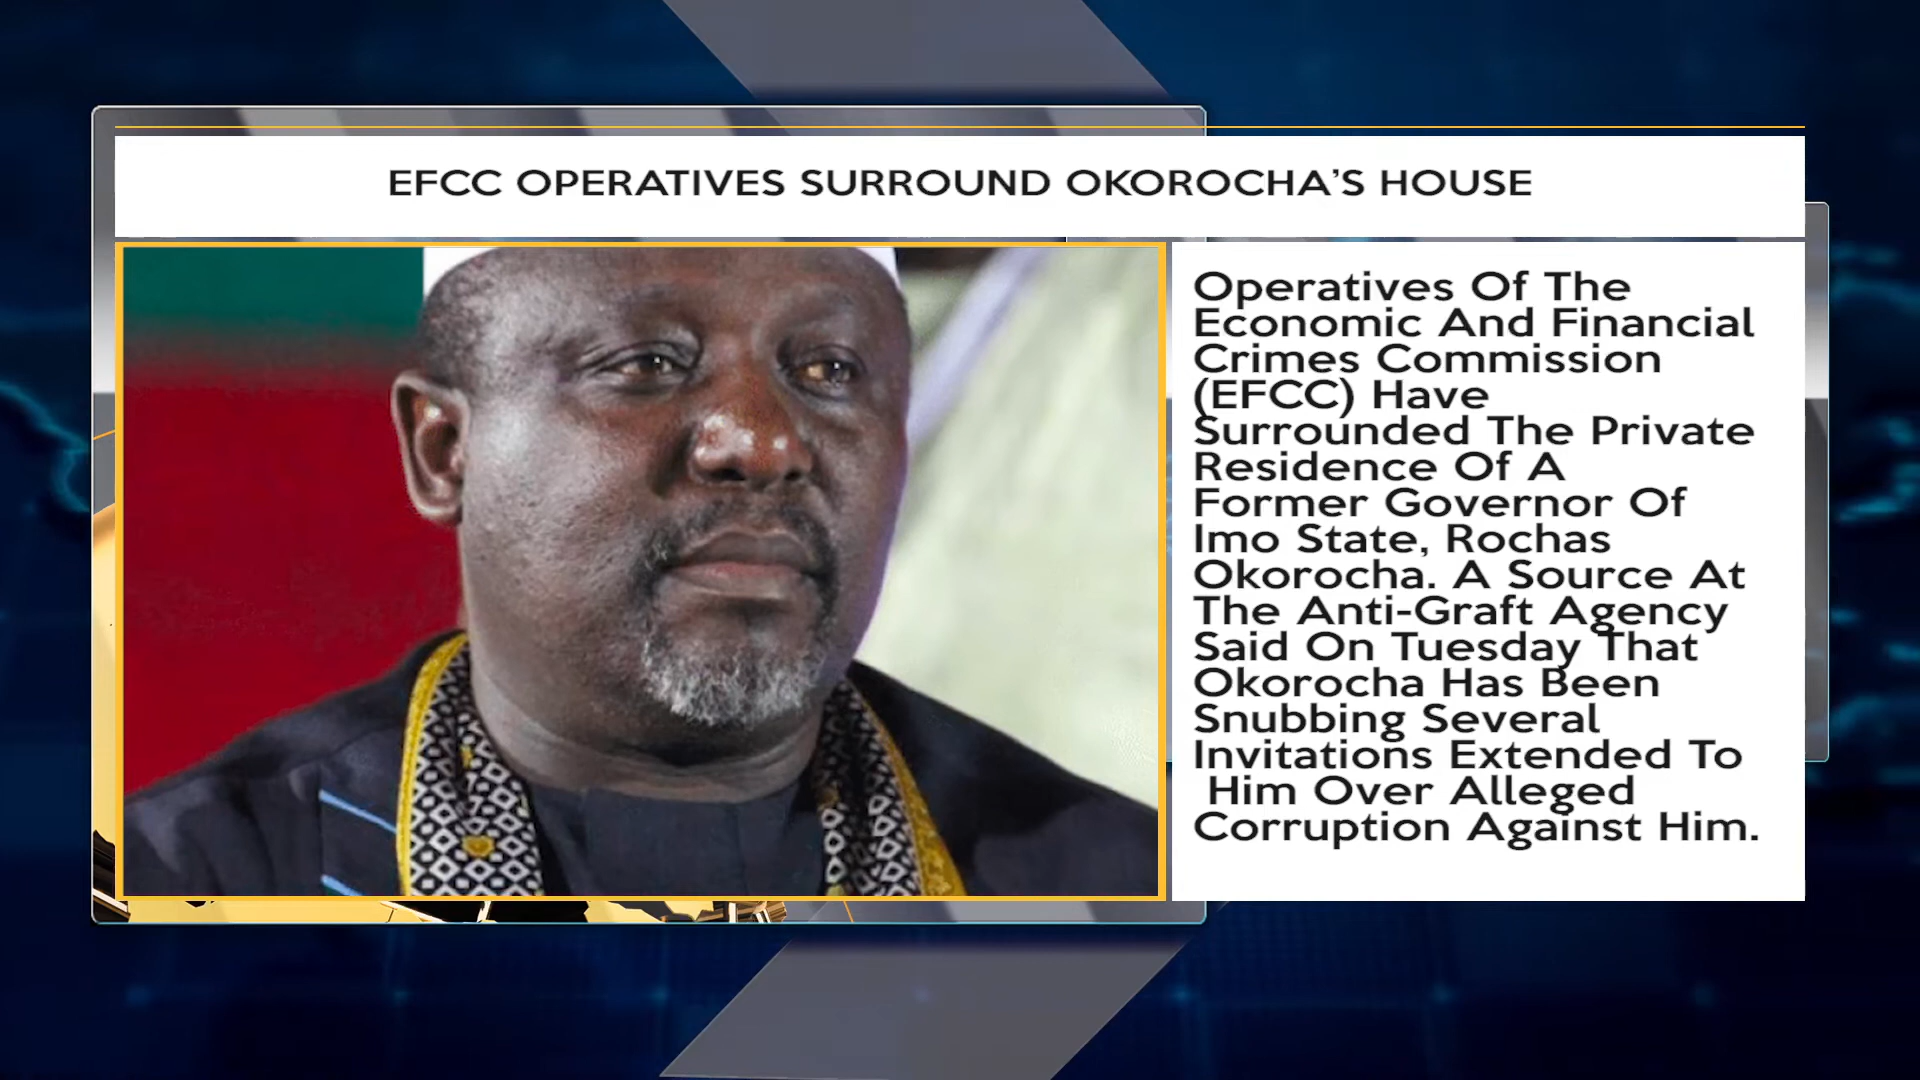 EFCC OPERATIVES SURROUND OKOROCHA'S HOUSE
Operatives Of The
Economic And Financial
Crimes Commission
(EFCC) Have
Surrounded The Private
Residence Of A
Former Governor Of
Imo State, Rochas
Okorocha. A Source At
The Anti-Graft Agency
Said On Tuesday That
Okorocha Has Been
Snubbing Several
Invitations Extended To
Him Over Alleged
Corruption Against Him.